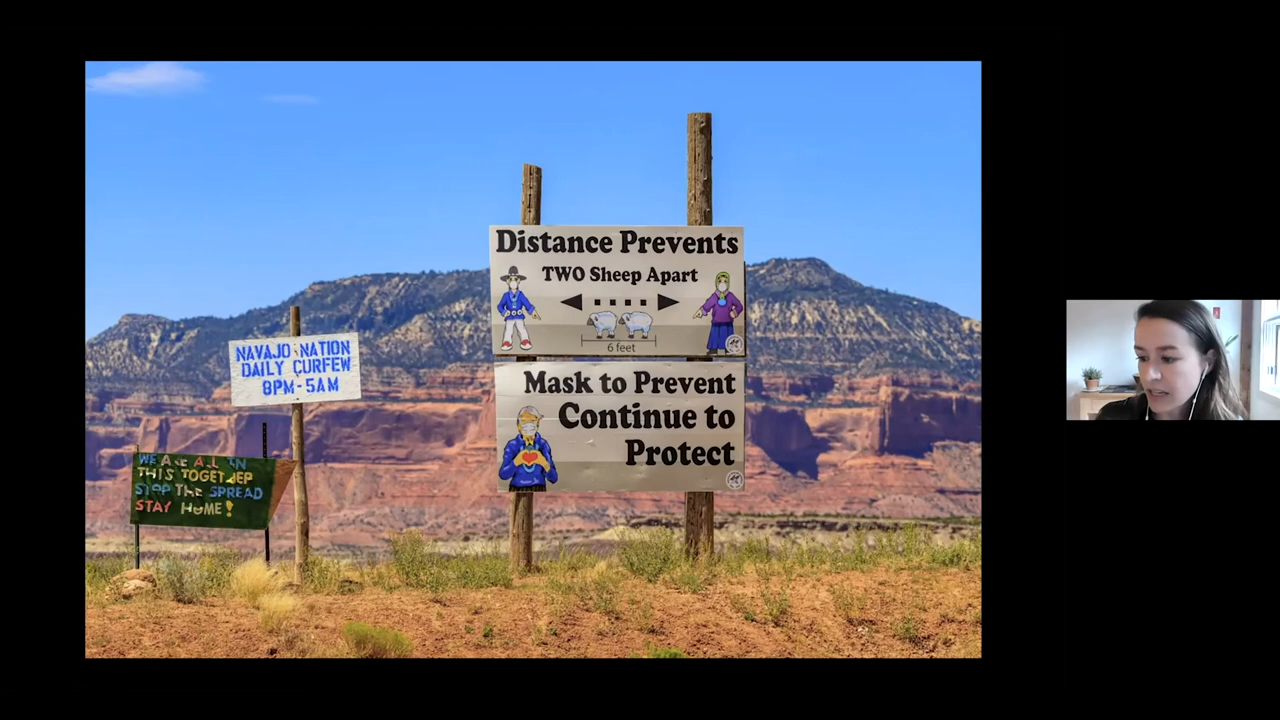 NAVAJO NATION
DAILY CURFEW
8PM-5AM
WE ARE ALL IN
THIS TOGETHER
STOP THE SPREAD
STAY HOME!
Distance Prevents
TWO Sheep Apart
6 feet
Mask to Prevent
Continue to
Protect